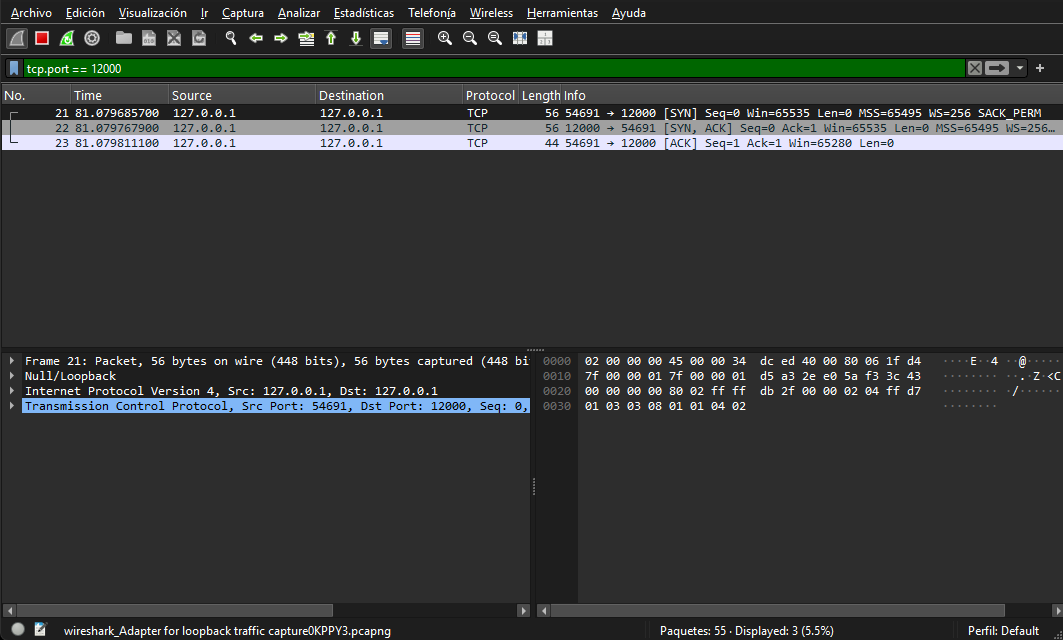 Archivo Edición Visualización Ir Captura Analizar Estadísticas Telefonía Wireless Herramientas Ayuda
tcp.port == 12000
No. Time Source Destination Protocol Length Info
21 81.079685700 127.0.0.1 127.0.0.1 TCP 56 54691 → 12000 [SYN] Seq=0 Win=65535 Len=0 MSS=65495 WS=256 SACK_PERM
22 81.079767900 127.0.0.1 127.0.0.1 TCP 56 12000 → 54691 [SYN, ACK] Seq=0 Ack=1 Win=65535 Len=0 MSS=65495 WS=256…
23 81.079811100 127.0.0.1 127.0.0.1 TCP 44 54691 → 12000 [ACK] Seq=1 Ack=1 Win=65280 Len=0
Frame 21: Packet, 56 bytes on wire (448 bits), 56 bytes captured (448 bi
Null/Loopback
Internet Protocol Version 4, Src: 127.0.0.1, Dst: 127.0.0.1
Transmission Control Protocol, Src Port: 54691, Dst Port: 12000, Seq: 0,
0000 02 00 00 00 45 00 00 34 dc ed 40 00 80 06 1f d4 ····E··4 ··@·····
0010 7f 00 00 01 7f 00 00 01 d5 a3 2e e0 5a f3 3c 43 ········ ··.·Z·<C
0020 00 00 00 00 80 02 ff ff db 2f 00 00 02 04 ff d7 ········ ·/······
0030 01 03 03 08 01 01 04 02 ········
wireshark_Adapter for loopback traffic capture0KPPY3.pcapng
Paquetes: 55 · Displayed: 3 (5.5%)
Perfil: Default